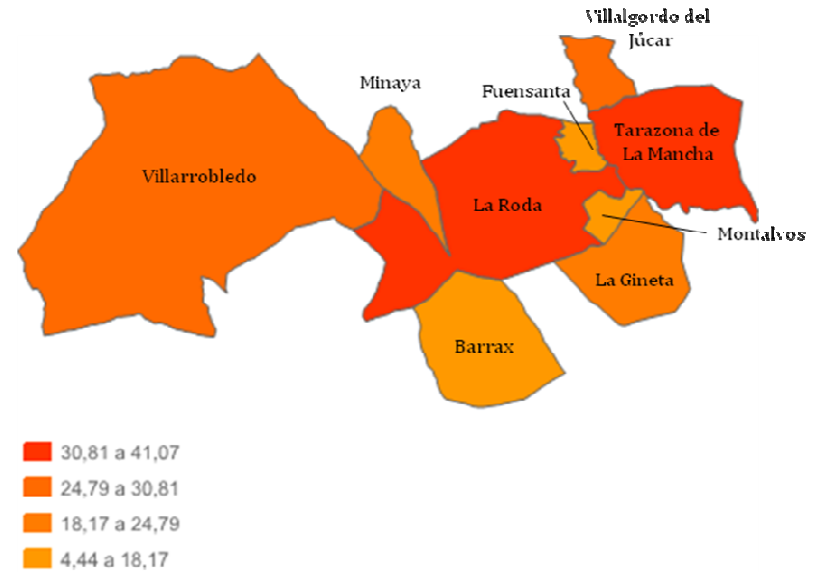 Villalgordo del
Júcar
Minaya
Fuensanta
Tarazona de
La Mancha
Villarrobledo
La Roda
Montalvos
La Gineta
Barrax
30,81 a 41,07
24,79 a 30,81
18,17 a 24,79
4,44 a 18,17